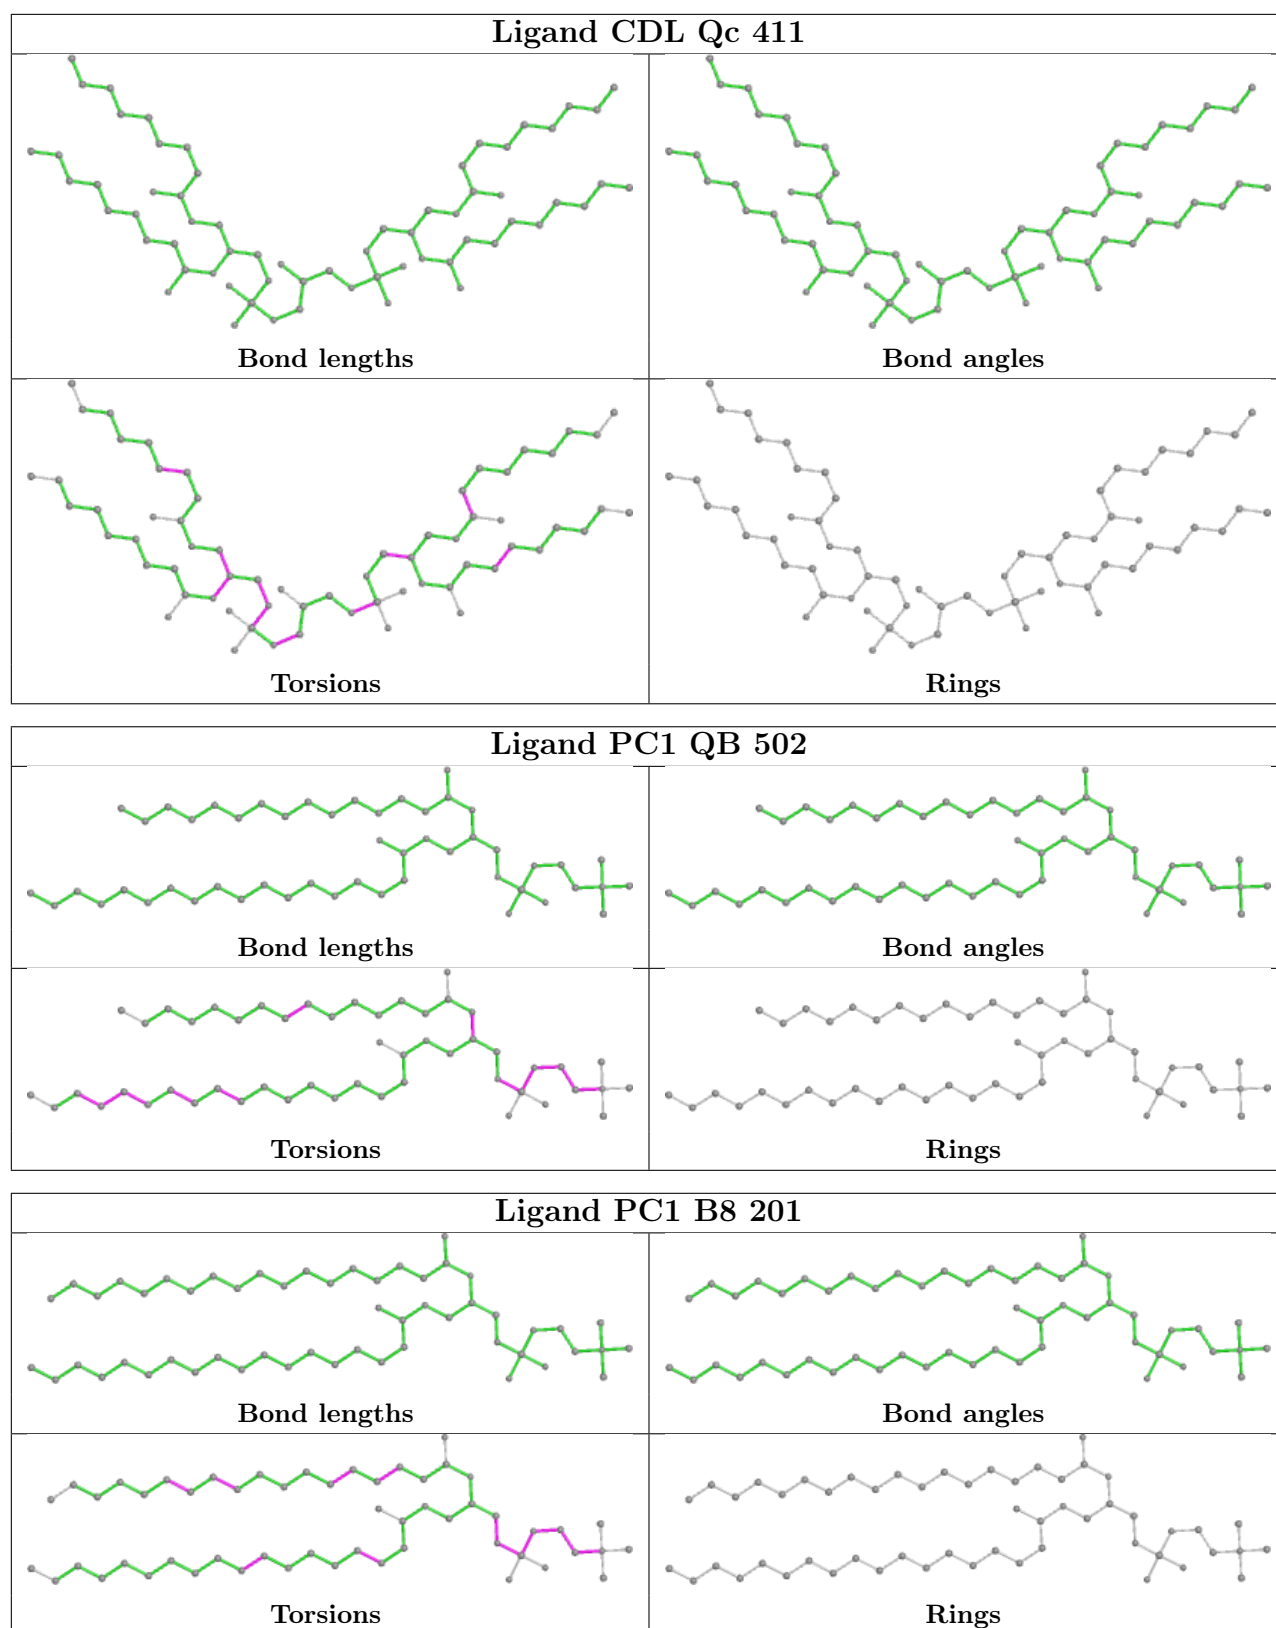 Ligand CDL Qc 411
Bond lengths
Bond angles
Torsions
Rings
Ligand PC1 QB 502
Bond lengths
Bond angles
Torsions
Rings
Ligand PC1 B8 201
Bond lengths
Bond angles
Torsions
Rings